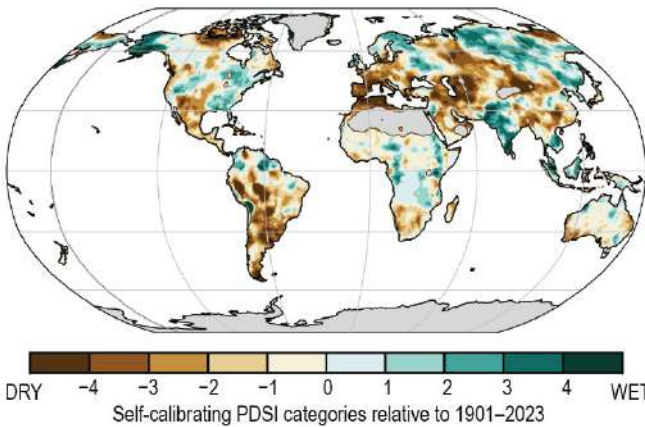 DRY −4 −3 −2 −1 0 1 2 3 4 WET
Self-calibrating PDSI categories relative to 1901–2023